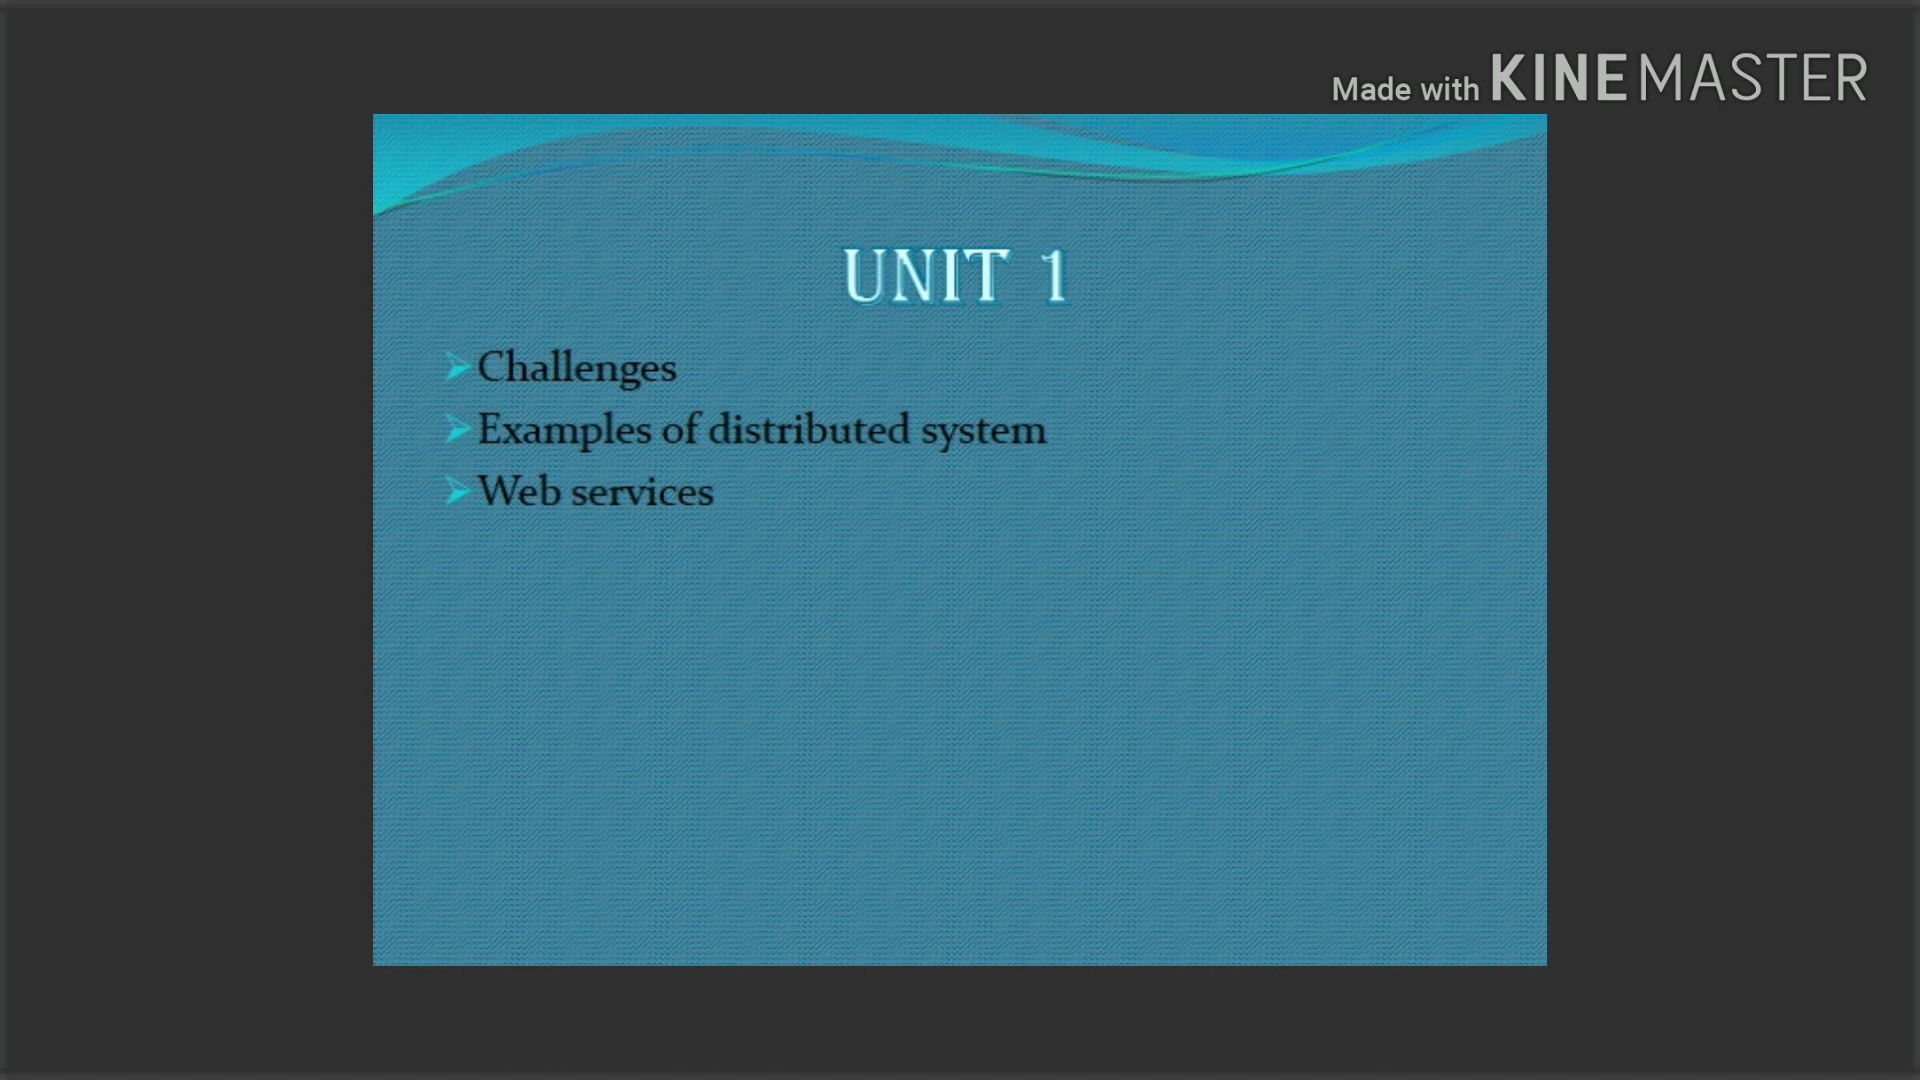 Made with KINEMASTER
UNIT 1
Challenges
Examples of distributed system
Web services